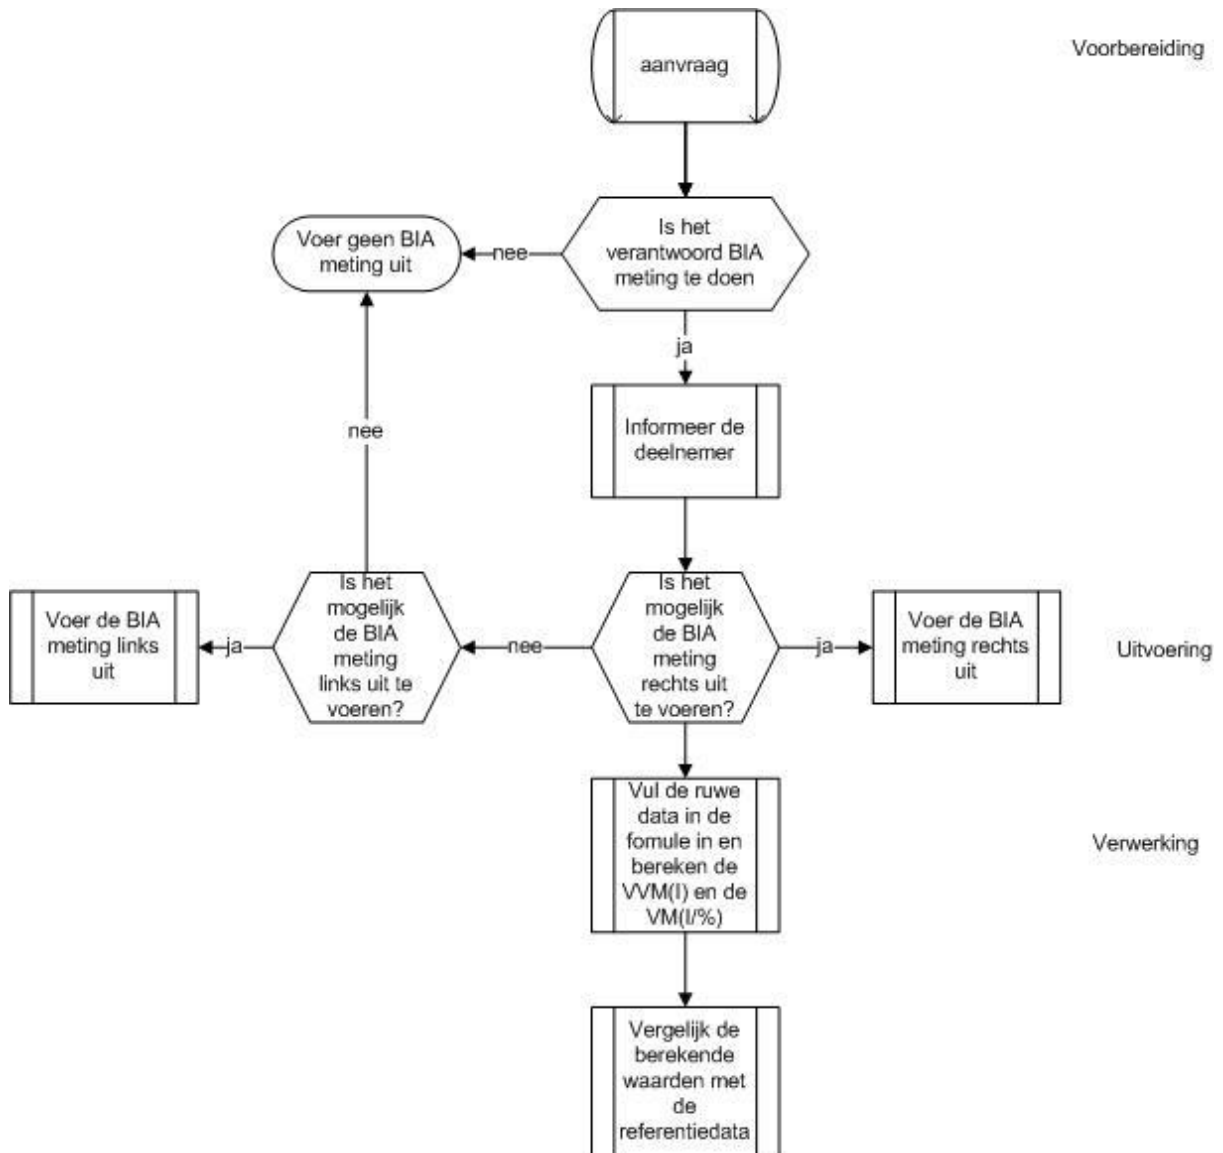 aanvraag
Voorbereiding
Is het
verantwoord BIA
meting te doen
nee
Voer geen BIA
meting uit
ja
Informeer de
deelnemer
nee
Is het
mogelijk
de BIA
meting
rechts uit
te voeren?
nee
Is het
mogelijk
de BIA
meting
links uit te
voeren?
ja
Voer de BIA
meting links
uit
ja
Voer de BIA
meting rechts
uit
Uitvoering
Vul de ruwe
data in de
fomule in en
bereken de
VVM(I) en de
VM(I/%)
Verwerking
Vergelijk de
berekende
waarden met
de
referentiedata